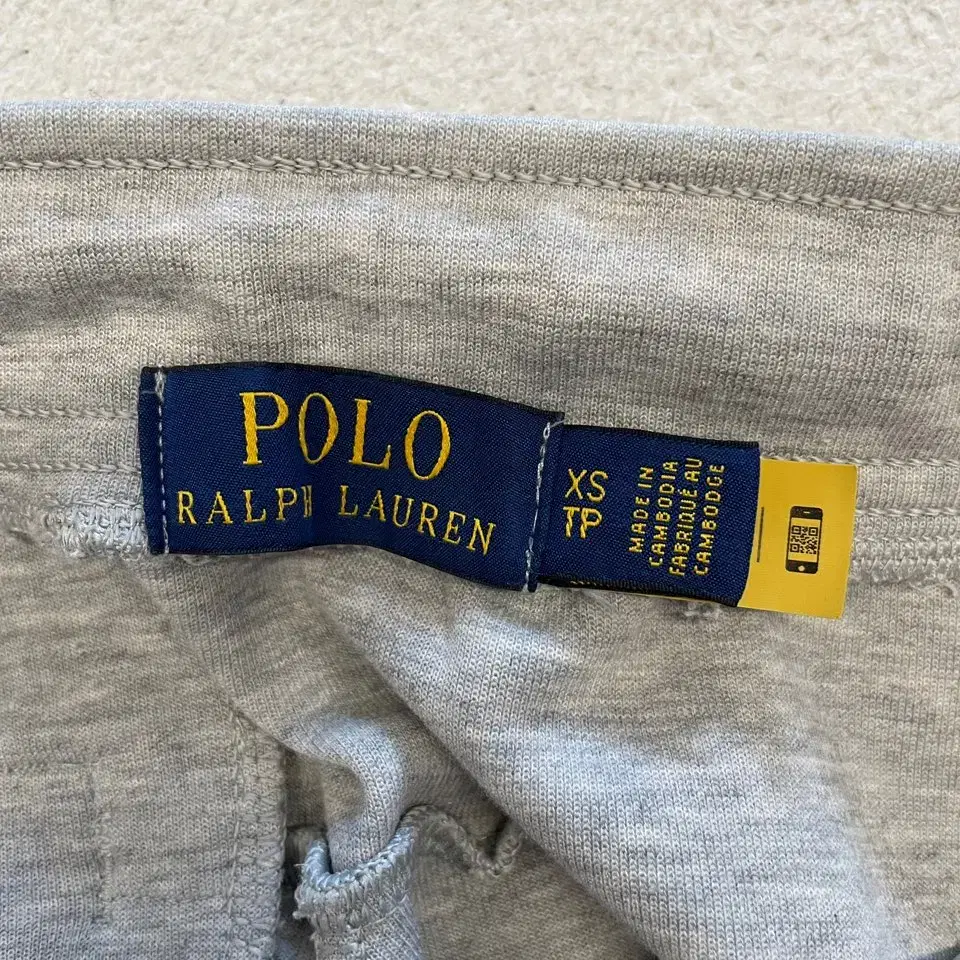 POLO
RALPH LAUREN
XS
TP
MADE IN
CAMBODIA
FABRIQUÉ AU
CAMBODGE